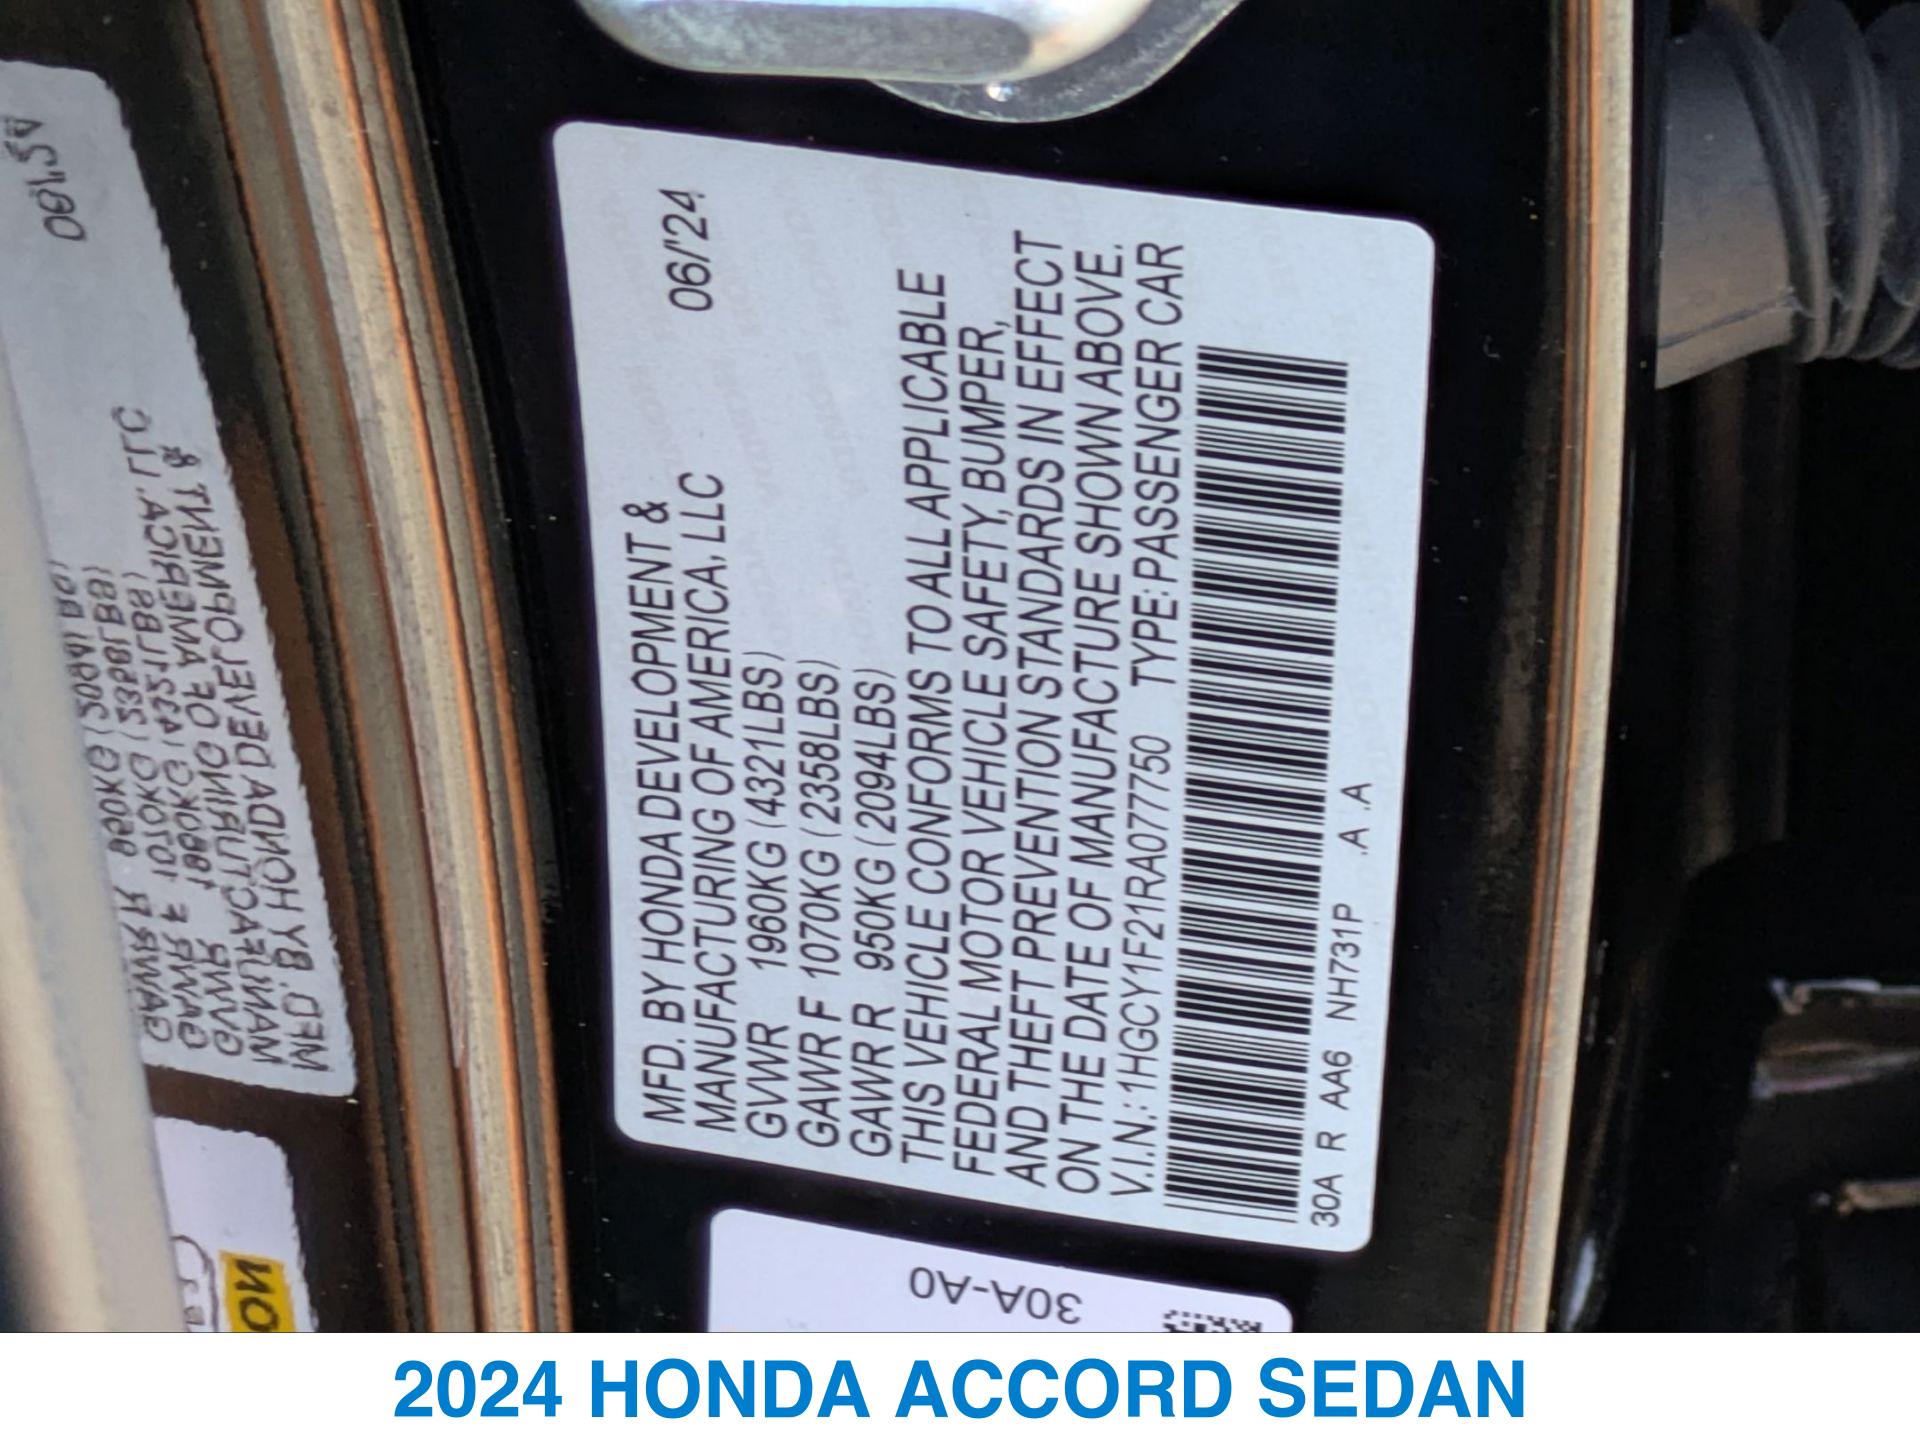 MFD. BY HONDA DEVELOPMENT &
MANUFACTURING OF AMERICA, LLC 06/'24
GVWR 1960KG (4321LBS)
GAWR F 1070KG (2358LBS)
GAWR R 950KG (2094LBS)
THIS VEHICLE CONFORMS TO ALL APPLICABLE
FEDERAL MOTOR VEHICLE SAFETY, BUMPER,
AND THEFT PREVENTION STANDARDS IN EFFECT
ON THE DATE OF MANUFACTURE SHOWN ABOVE.
V.I.N.: 1HGCY1F21RA077750 TYPE: PASSENGER CAR
30A R AA6 NH731P .A .A
30A-A0
2024 HONDA ACCORD SEDAN